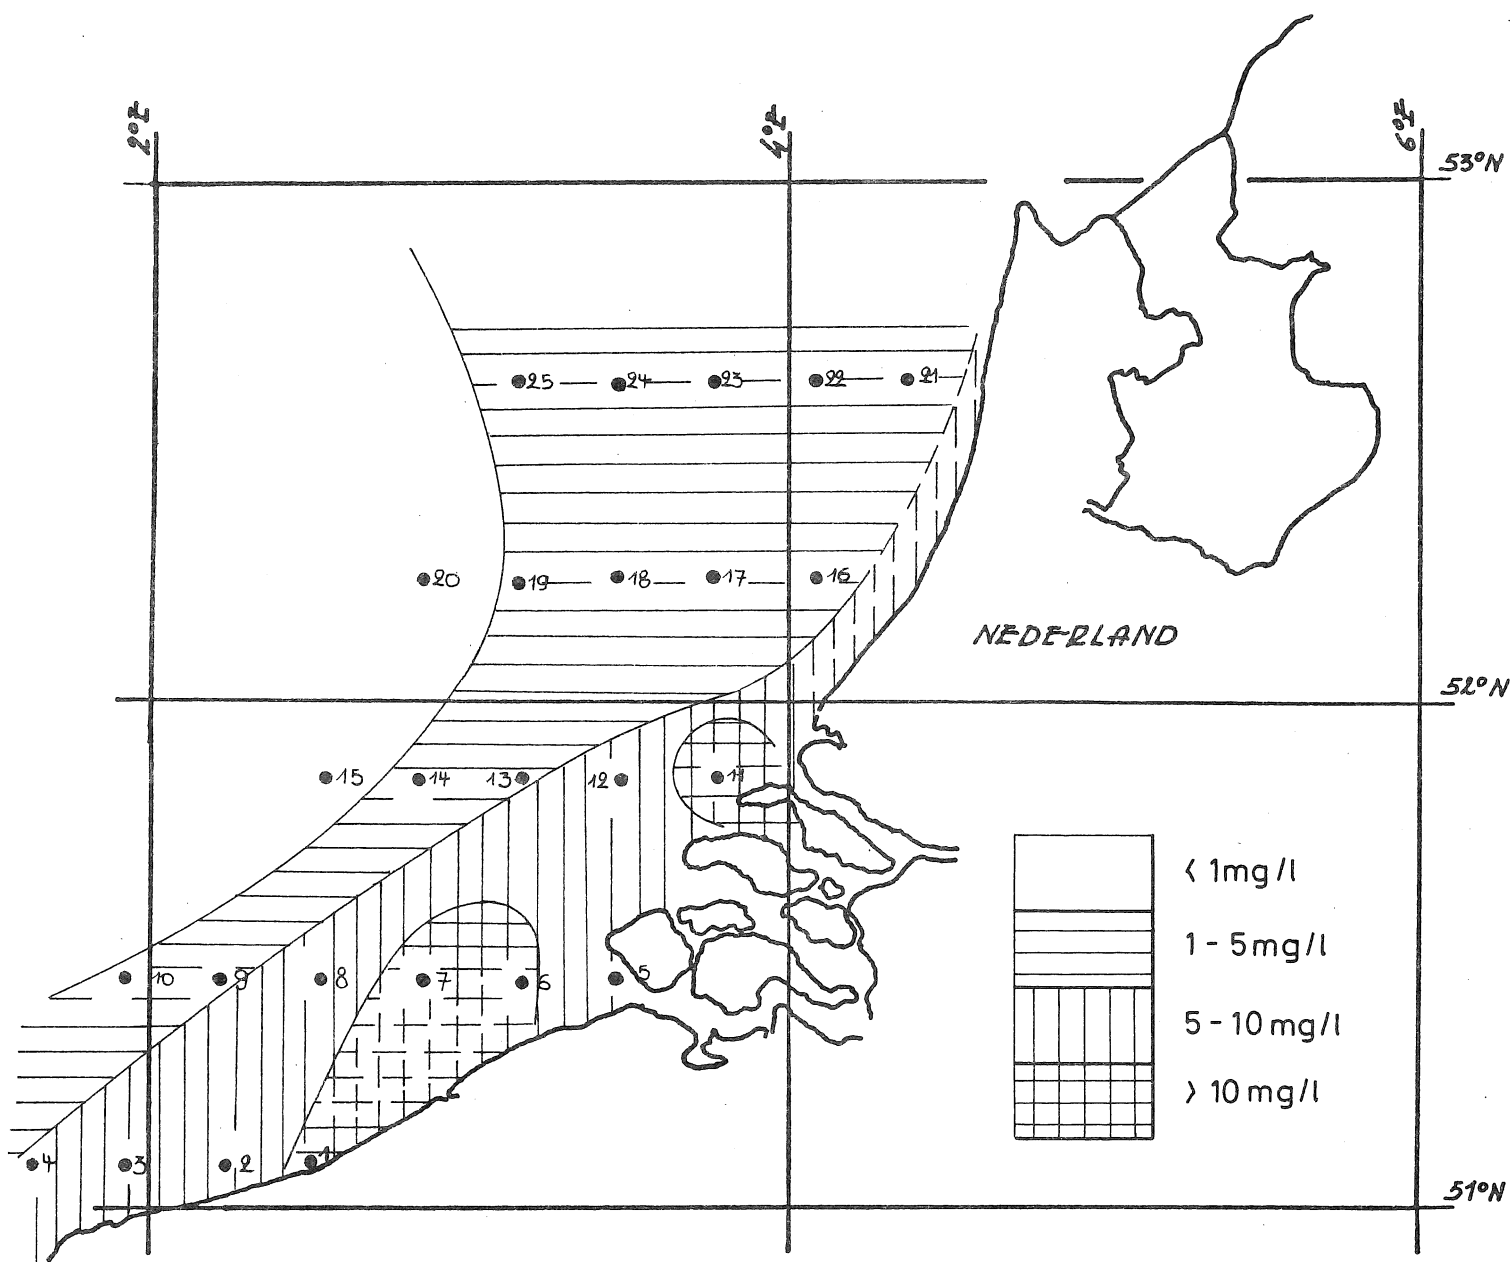 2°E 4°E 6°E
53°N
25 24 23 22 21
20 19 18 17 16
NEDERLAND
52°N
15 14 13 12 11
< 1mg/l
1-5mg/l
10 9 8 7 6 5
5-10mg/l
> 10mg/l
4 3 2 1
51°N